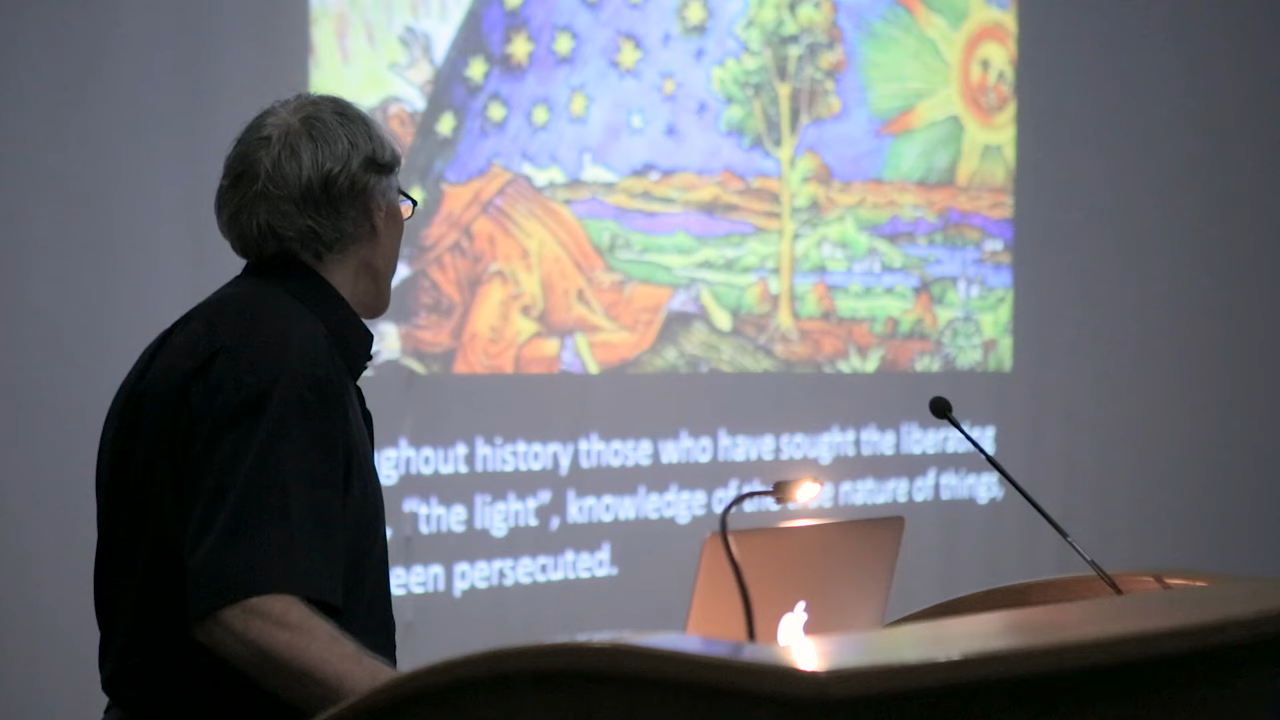 ghout history those who have sought the liberating
, "the light", knowledge of the true nature of things,
een persecuted.